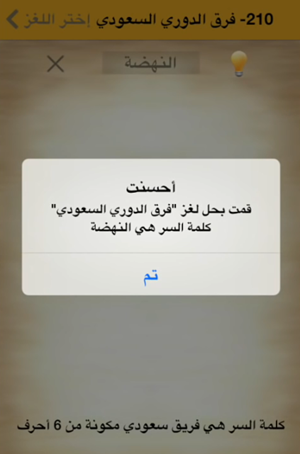 210- فرق الدوري السعودي إختر اللغز
النهضة
أحسنت
قمت بحل لغز "فرق الدوري السعودي"
كلمة السر هي النهضة
تم
كلمة السر هي فريق سعودي مكونة من 6 أحرف